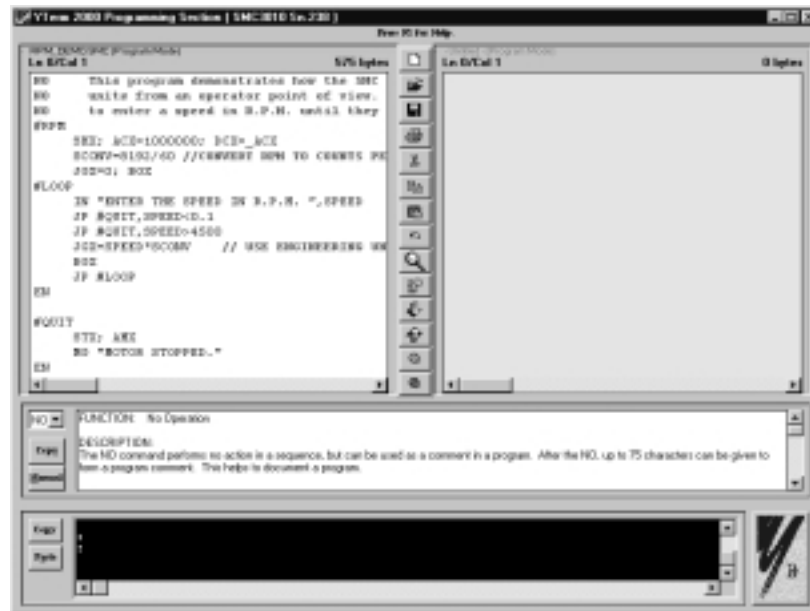 YTerm 2000 Programming Section [ SMC3010 Sn.238 ]
Press F1 for Help.
RPM_DEMO.SMC (Program Mode)
Ln 0/Col 1 575 bytes
NO This program demonstrates how the SMC
NO units from an operator point of view.
NO to enter a speed in R.P.M. until they
#RPM
ACX=1000000; DCX=_ACX
SCONV=8192/60 //CONVERT RPM TO COUNTS PE
JGX=0; BGX
#LOOP
IN "ENTER THE SPEED IN R.P.M. ",SPEED
JP #QUIT,SPEED<0.1
JP #QUIT,SPEED>4500
JGX=SPEED*SCONV // USE ENGINEERING UN
BGX
JP #LOOP
EN
#QUIT
STX; AMX
"MOTOR STOPPED."
EN
(Program Mode)
Ln 0/Col 1 0 bytes
NO
Copy
Manual
FUNCTION: No Operation
DESCRIPTION:
The NO command performs no action in a sequence, but can be used as a comment in a program. After the NO, up to 75 characters can be given to
form a program comment. This helps to document a program.
Copy
:
: